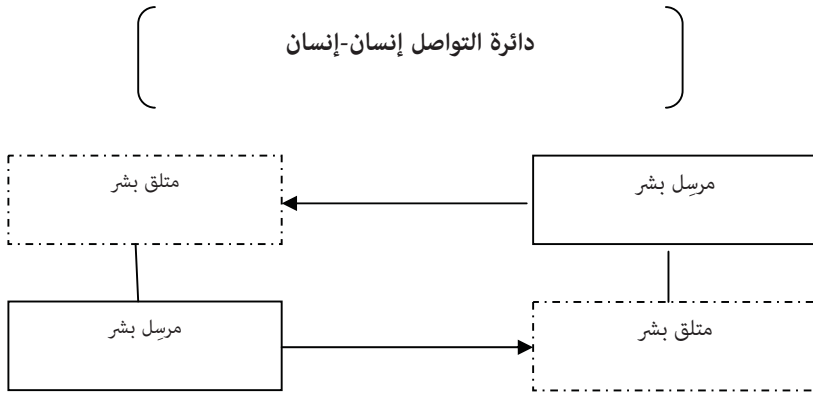 دائرة التواصل إنسان-إنسان
مرسِل بشر
متلق بشر
متلق بشر
مرسِل بشر